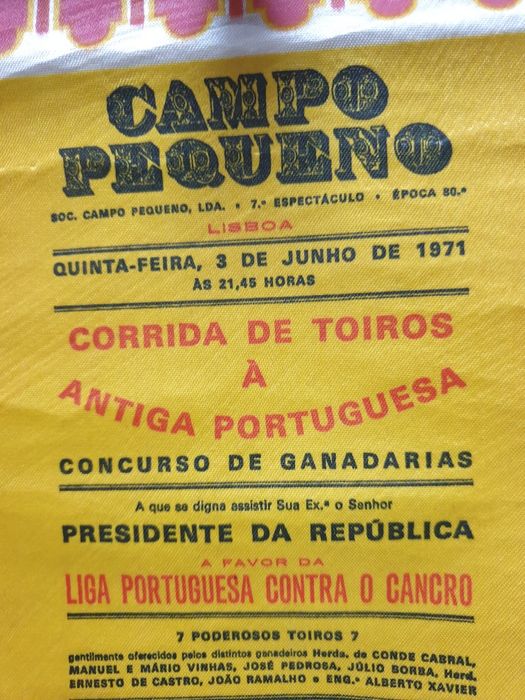 CAMPO
PEQUENO
SOC. CAMPO PEQUENO, LDA. • 7.º ESPECTÁCULO • ÉPOCA 80.ª
LISBOA
QUINTA-FEIRA, 3 DE JUNHO DE 1971
ÀS 21,45 HORAS
CORRIDA DE TOIROS
À
ANTIGA PORTUGUESA
CONCURSO DE GANADARIAS
A que se digna assistir Sua Ex.ª o Senhor
PRESIDENTE DA REPÚBLICA
A FAVOR DA
LIGA PORTUGUESA CONTRA O CANCRO
7 PODEROSOS TOIROS 7
gentilmente oferecidos pelos distintos ganadeiros Herds. de CONDE CABRAL,
MANUEL E MÁRIO VINHAS, JOSÉ PEDROSA, JÚLIO BORBA, Herd.
ERNESTO DE CASTRO, JOÃO RAMALHO e ENG.º ALBERTO XAVIER